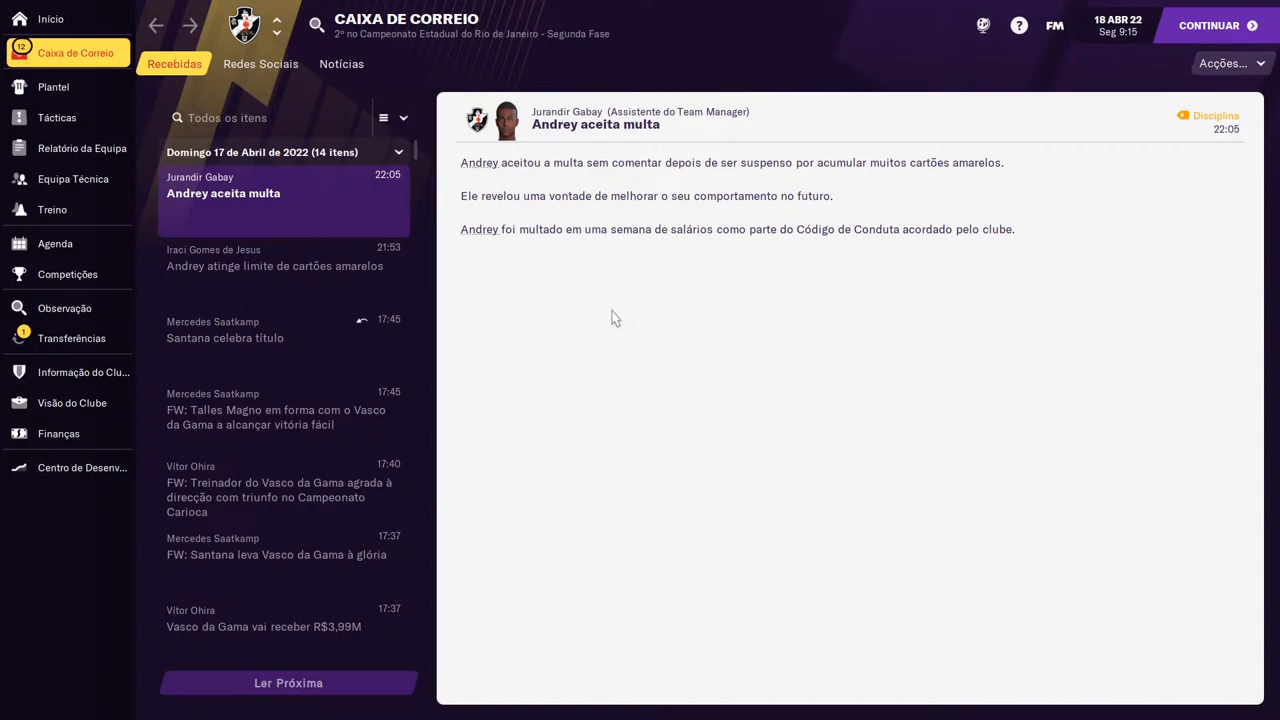 Início
12
Caixa de Correio
11
Plantel
Tácticas
Relatório da Equipa
Equipa Técnica
Treino
Agenda
Competições
Observação
1
Transferências
Informação do Clu...
Visão do Clube
Finanças
Centro de Desenv...
CAIXA DE CORREIO
2º no Campeonato Estadual do Rio de Janeiro - Segunda Fase
?
FM
18 ABR 22
Seg 9:15
CONTINUAR
Recebidas
Redes Sociais
Notícias
Acções...
Todos os itens
Domingo 17 de Abril de 2022 (14 itens)
Jurandir Gabay 22:05
Andrey aceita multa
Iraci Gomes de Jesus 21:53
Andrey atinge limite de cartões amarelos
Mercedes Saatkamp 17:45
Santana celebra título
Mercedes Saatkamp 17:45
FW: Talles Magno em forma com o Vasco
da Gama a alcançar vitória fácil
Vítor Ohira 17:40
FW: Treinador do Vasco da Gama agrada à
direcção com triunfo no Campeonato
Carioca
Mercedes Saatkamp 17:37
FW: Santana leva Vasco da Gama à glória
Vítor Ohira 17:37
Vasco da Gama vai receber R$3,99M
Ler Próxima
Jurandir Gabay (Assistente do Team Manager)
Andrey aceita multa
Disciplina
22:05
Andrey aceitou a multa sem comentar depois de ser suspenso por acumular muitos cartões amarelos.
Ele revelou uma vontade de melhorar o seu comportamento no futuro.
Andrey foi multado em uma semana de salários como parte do Código de Conduta acordado pelo clube.